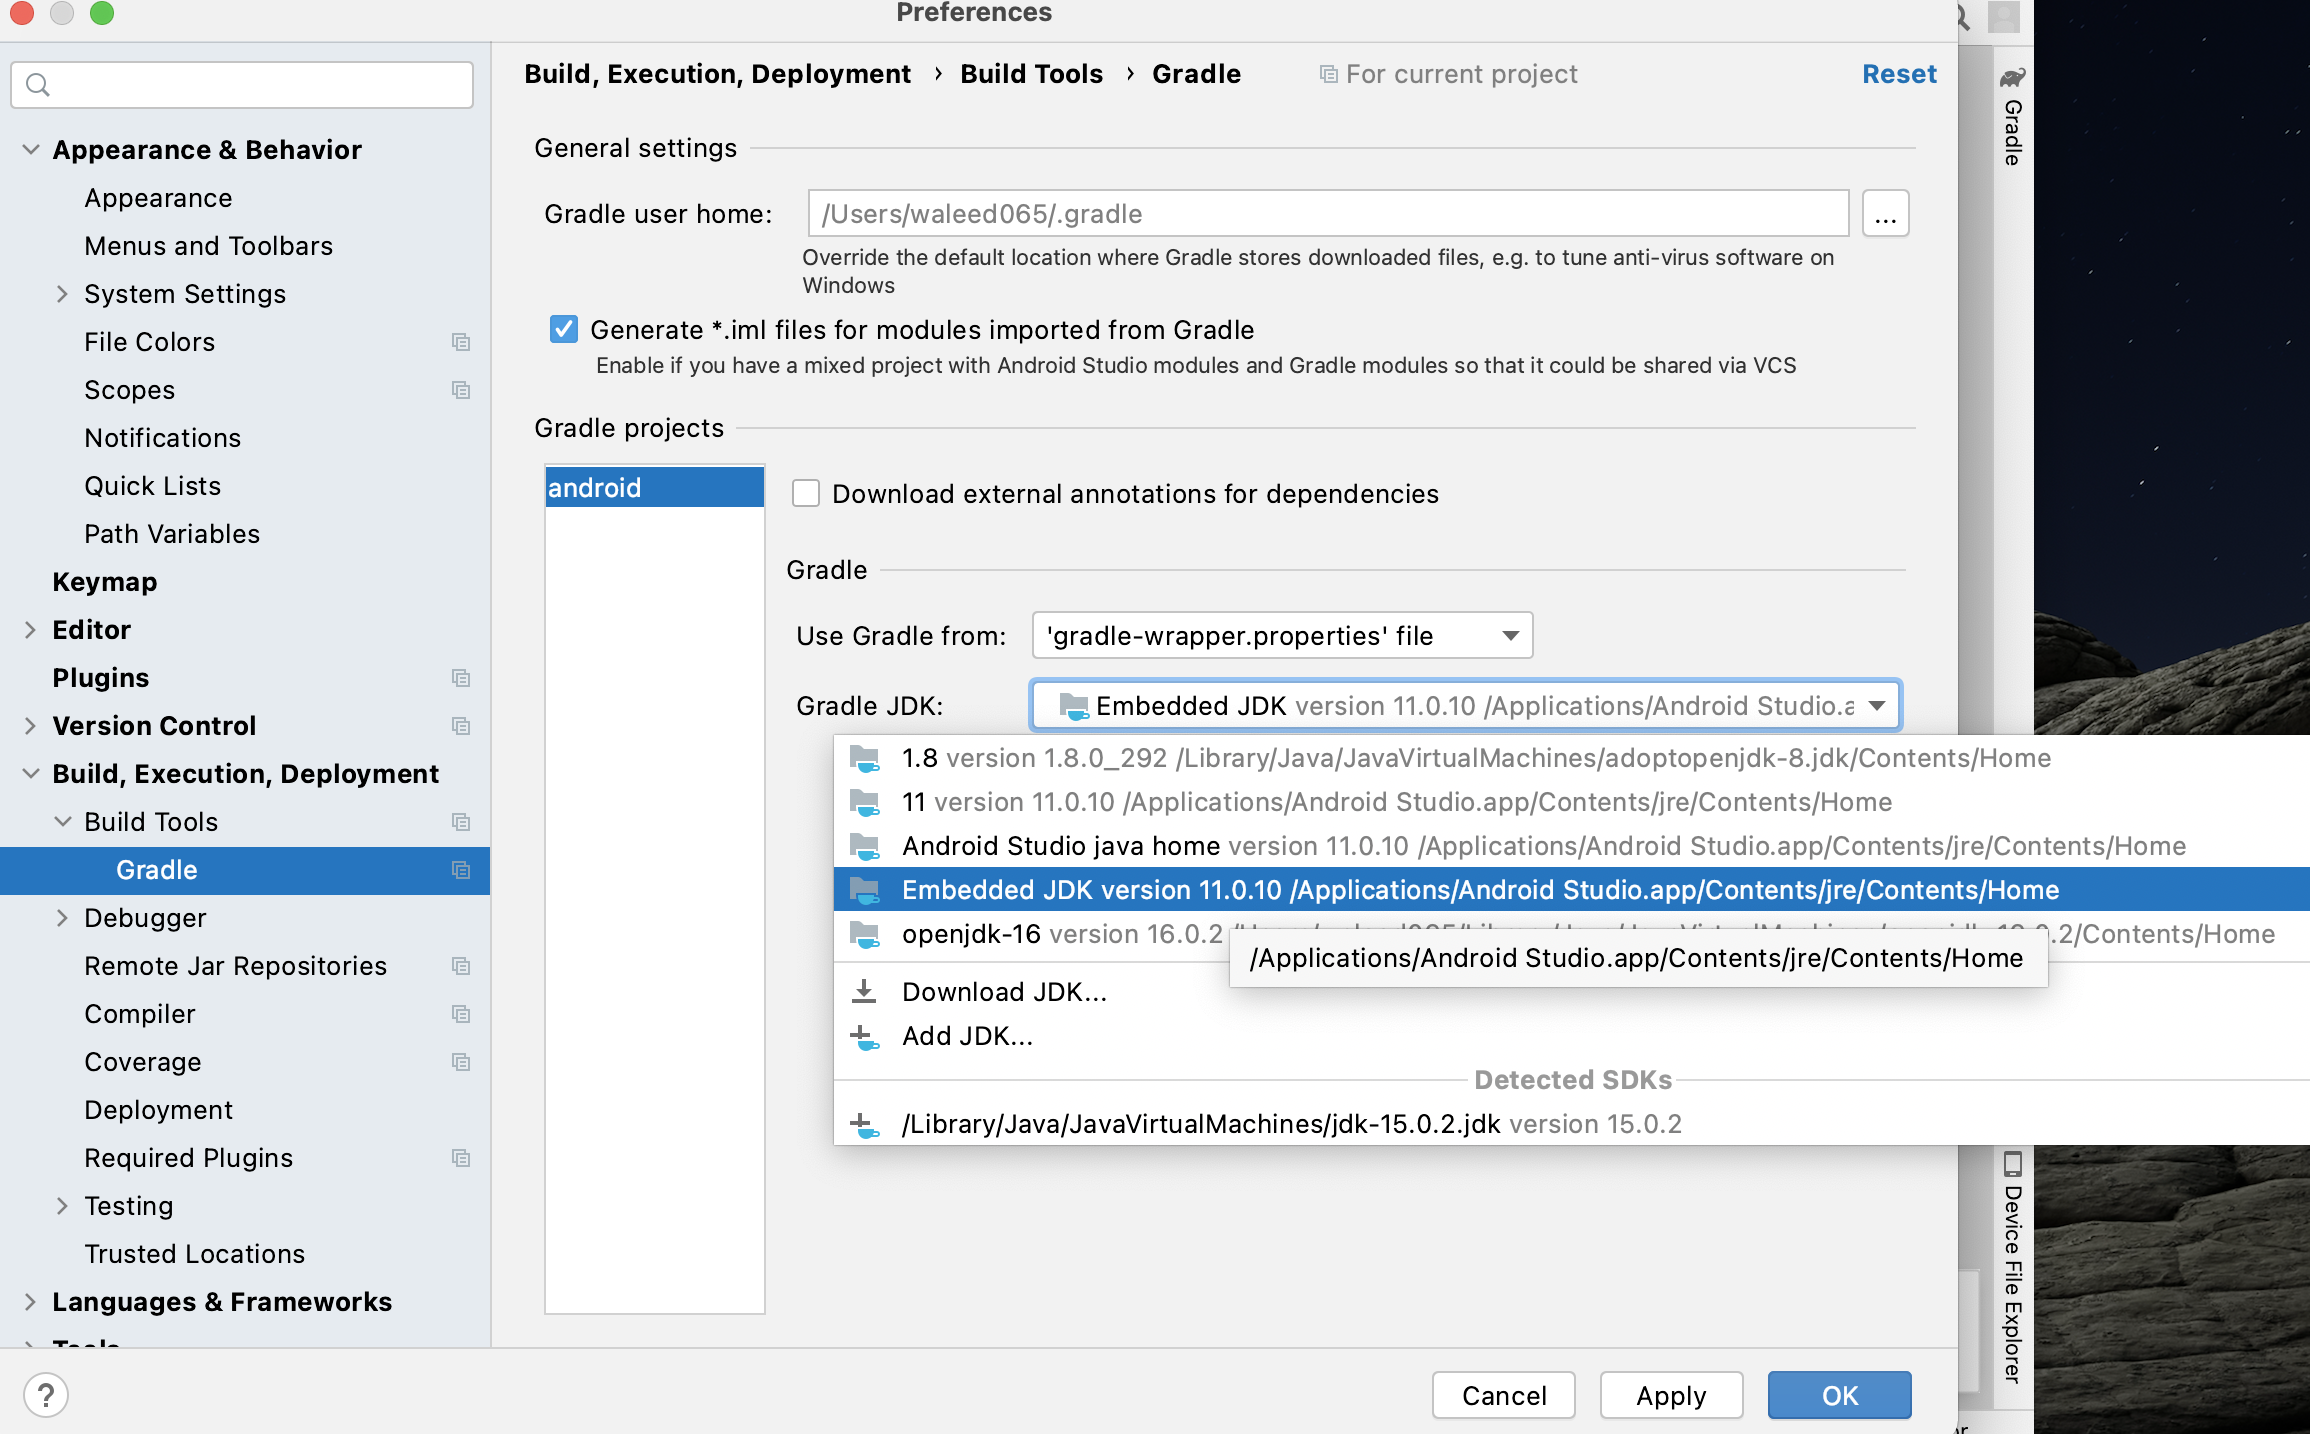 Preferences
Build, Execution, Deployment › Build Tools › Gradle
For current project
Reset
Appearance & Behavior
Appearance
Menus and Toolbars
System Settings
File Colors
Scopes
Notifications
Quick Lists
Path Variables
Keymap
Editor
Plugins
Version Control
Build, Execution, Deployment
Build Tools
Gradle
Debugger
Remote Jar Repositories
Compiler
Coverage
Deployment
Required Plugins
Testing
Trusted Locations
Languages & Frameworks
Tools
?
General settings
Gradle user home: /Users/waleed065/.gradle ...
Override the default location where Gradle stores downloaded files, e.g. to tune anti-virus software on
Windows
Generate *.iml files for modules imported from Gradle
Enable if you have a mixed project with Android Studio modules and Gradle modules so that it could be shared via VCS
Gradle projects
android
Download external annotations for dependencies
Gradle
Use Gradle from: 'gradle-wrapper.properties' file
Gradle JDK: Embedded JDK version 11.0.10 /Applications/Android Studio.a
1.8 version 1.8.0_292 /Library/Java/JavaVirtualMachines/adoptopenjdk-8.jdk/Contents/Home
11 version 11.0.10 /Applications/Android Studio.app/Contents/jre/Contents/Home
Android Studio java home version 11.0.10 /Applications/Android Studio.app/Contents/jre/Contents/Home
Embedded JDK version 11.0.10 /Applications/Android Studio.app/Contents/jre/Contents/Home
openjdk-16 version 16.0.2 .2/Contents/Home
/Applications/Android Studio.app/Contents/jre/Contents/Home
Download JDK...
Add JDK...
Detected SDKs
/Library/Java/JavaVirtualMachines/jdk-15.0.2.jdk version 15.0.2
Cancel
Apply
OK
Gradle
Device File Explorer